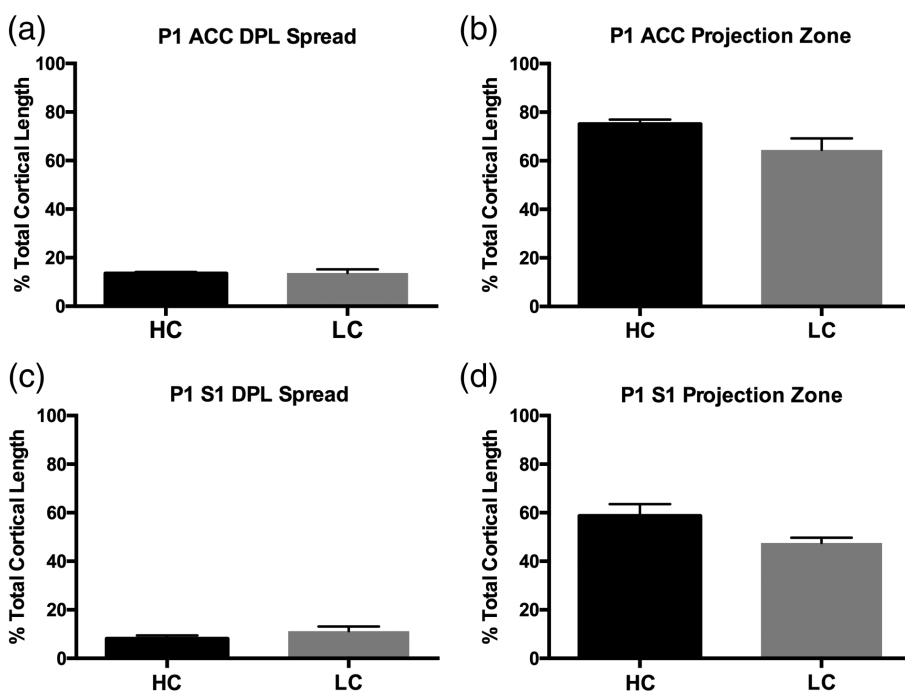 (a)
P1 ACC DPL Spread
% Total Cortical Length
100
80
60
40
20
0
HC LC
(b)
P1 ACC Projection Zone
% Total Cortical Length
100
80
60
40
20
0
HC LC
(c)
P1 S1 DPL Spread
% Total Cortical Length
100
80
60
40
20
0
HC LC
(d)
P1 S1 Projection Zone
% Total Cortical Length
100
80
60
40
20
0
HC LC